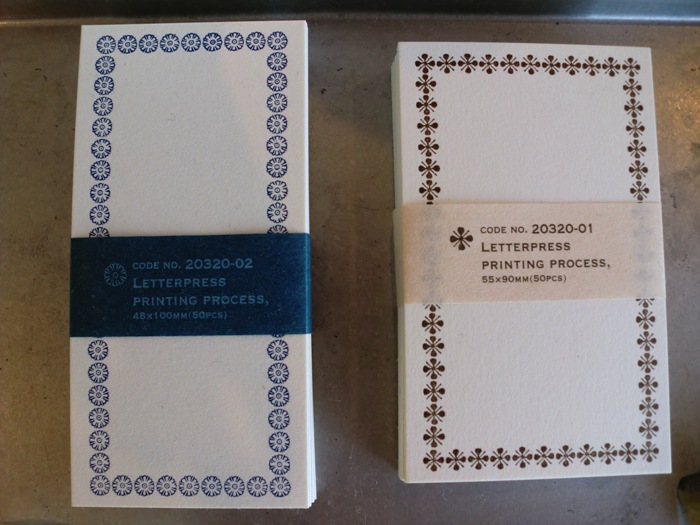 CODE NO. 20320-02
LETTERPRESS
PRINTING PROCESS,
48×100MM(50PCS)
CODE NO. 20320-01
LETTERPRESS
PRINTING PROCESS,
55×90MM(50PCS)